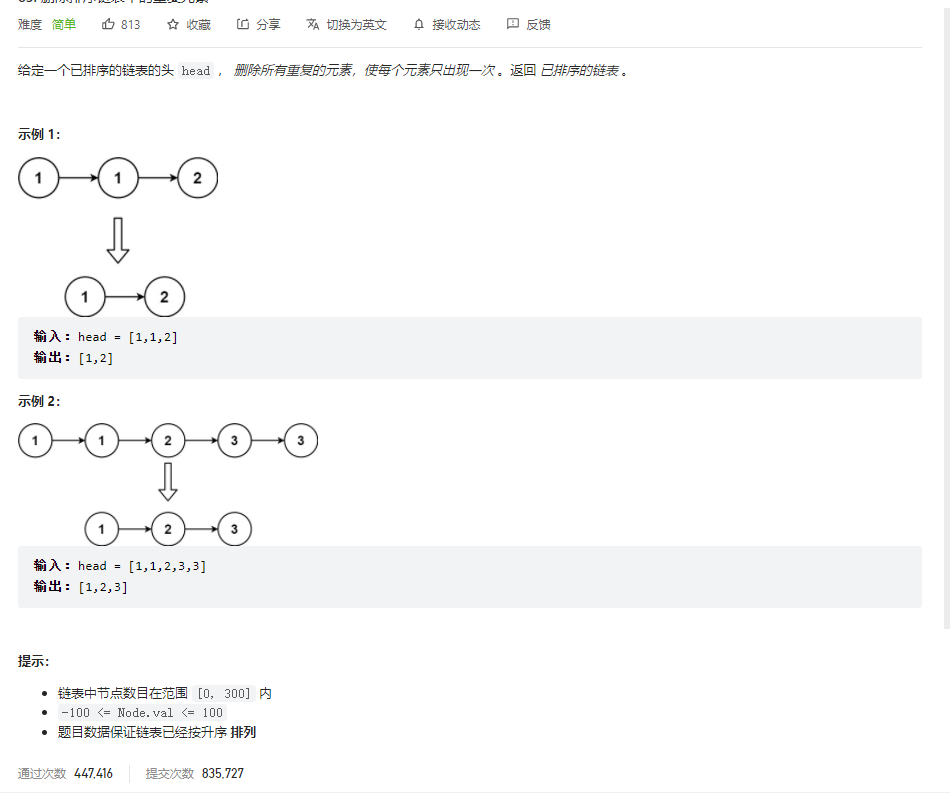 难度 简单 813 收藏 分享 切换为英文 接收动态 反馈
给定一个已排序的链表的头 head ， 删除所有重复的元素，使每个元素只出现一次 。返回 已排序的链表 。
示例 1：
1 1 2
1 2
输入：head = [1,1,2]
输出：[1,2]
示例 2：
1 1 2 3 3
1 2 3
输入：head = [1,1,2,3,3]
输出：[1,2,3]
提示：
链表中节点数目在范围 [0, 300] 内
-100 <= Node.val <= 100
题目数据保证链表已经按升序 排列
通过次数 447,416 提交次数 835,727